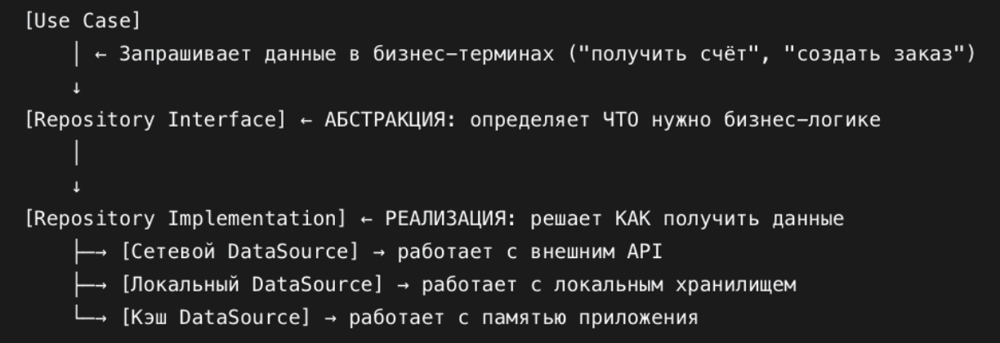 [Use Case]
│ ← Запрашивает данные в бизнес-терминах ("получить счёт", "создать заказ")
↓
[Repository Interface] ← АБСТРАКЦИЯ: определяет ЧТО нужно бизнес-логике
│
↓
[Repository Implementation] ← РЕАЛИЗАЦИЯ: решает КАК получить данные
├─→ [Сетевой DataSource] → работает с внешним API
├─→ [Локальный DataSource] → работает с локальным хранилищем
└─→ [Кэш DataSource] → работает с памятью приложения